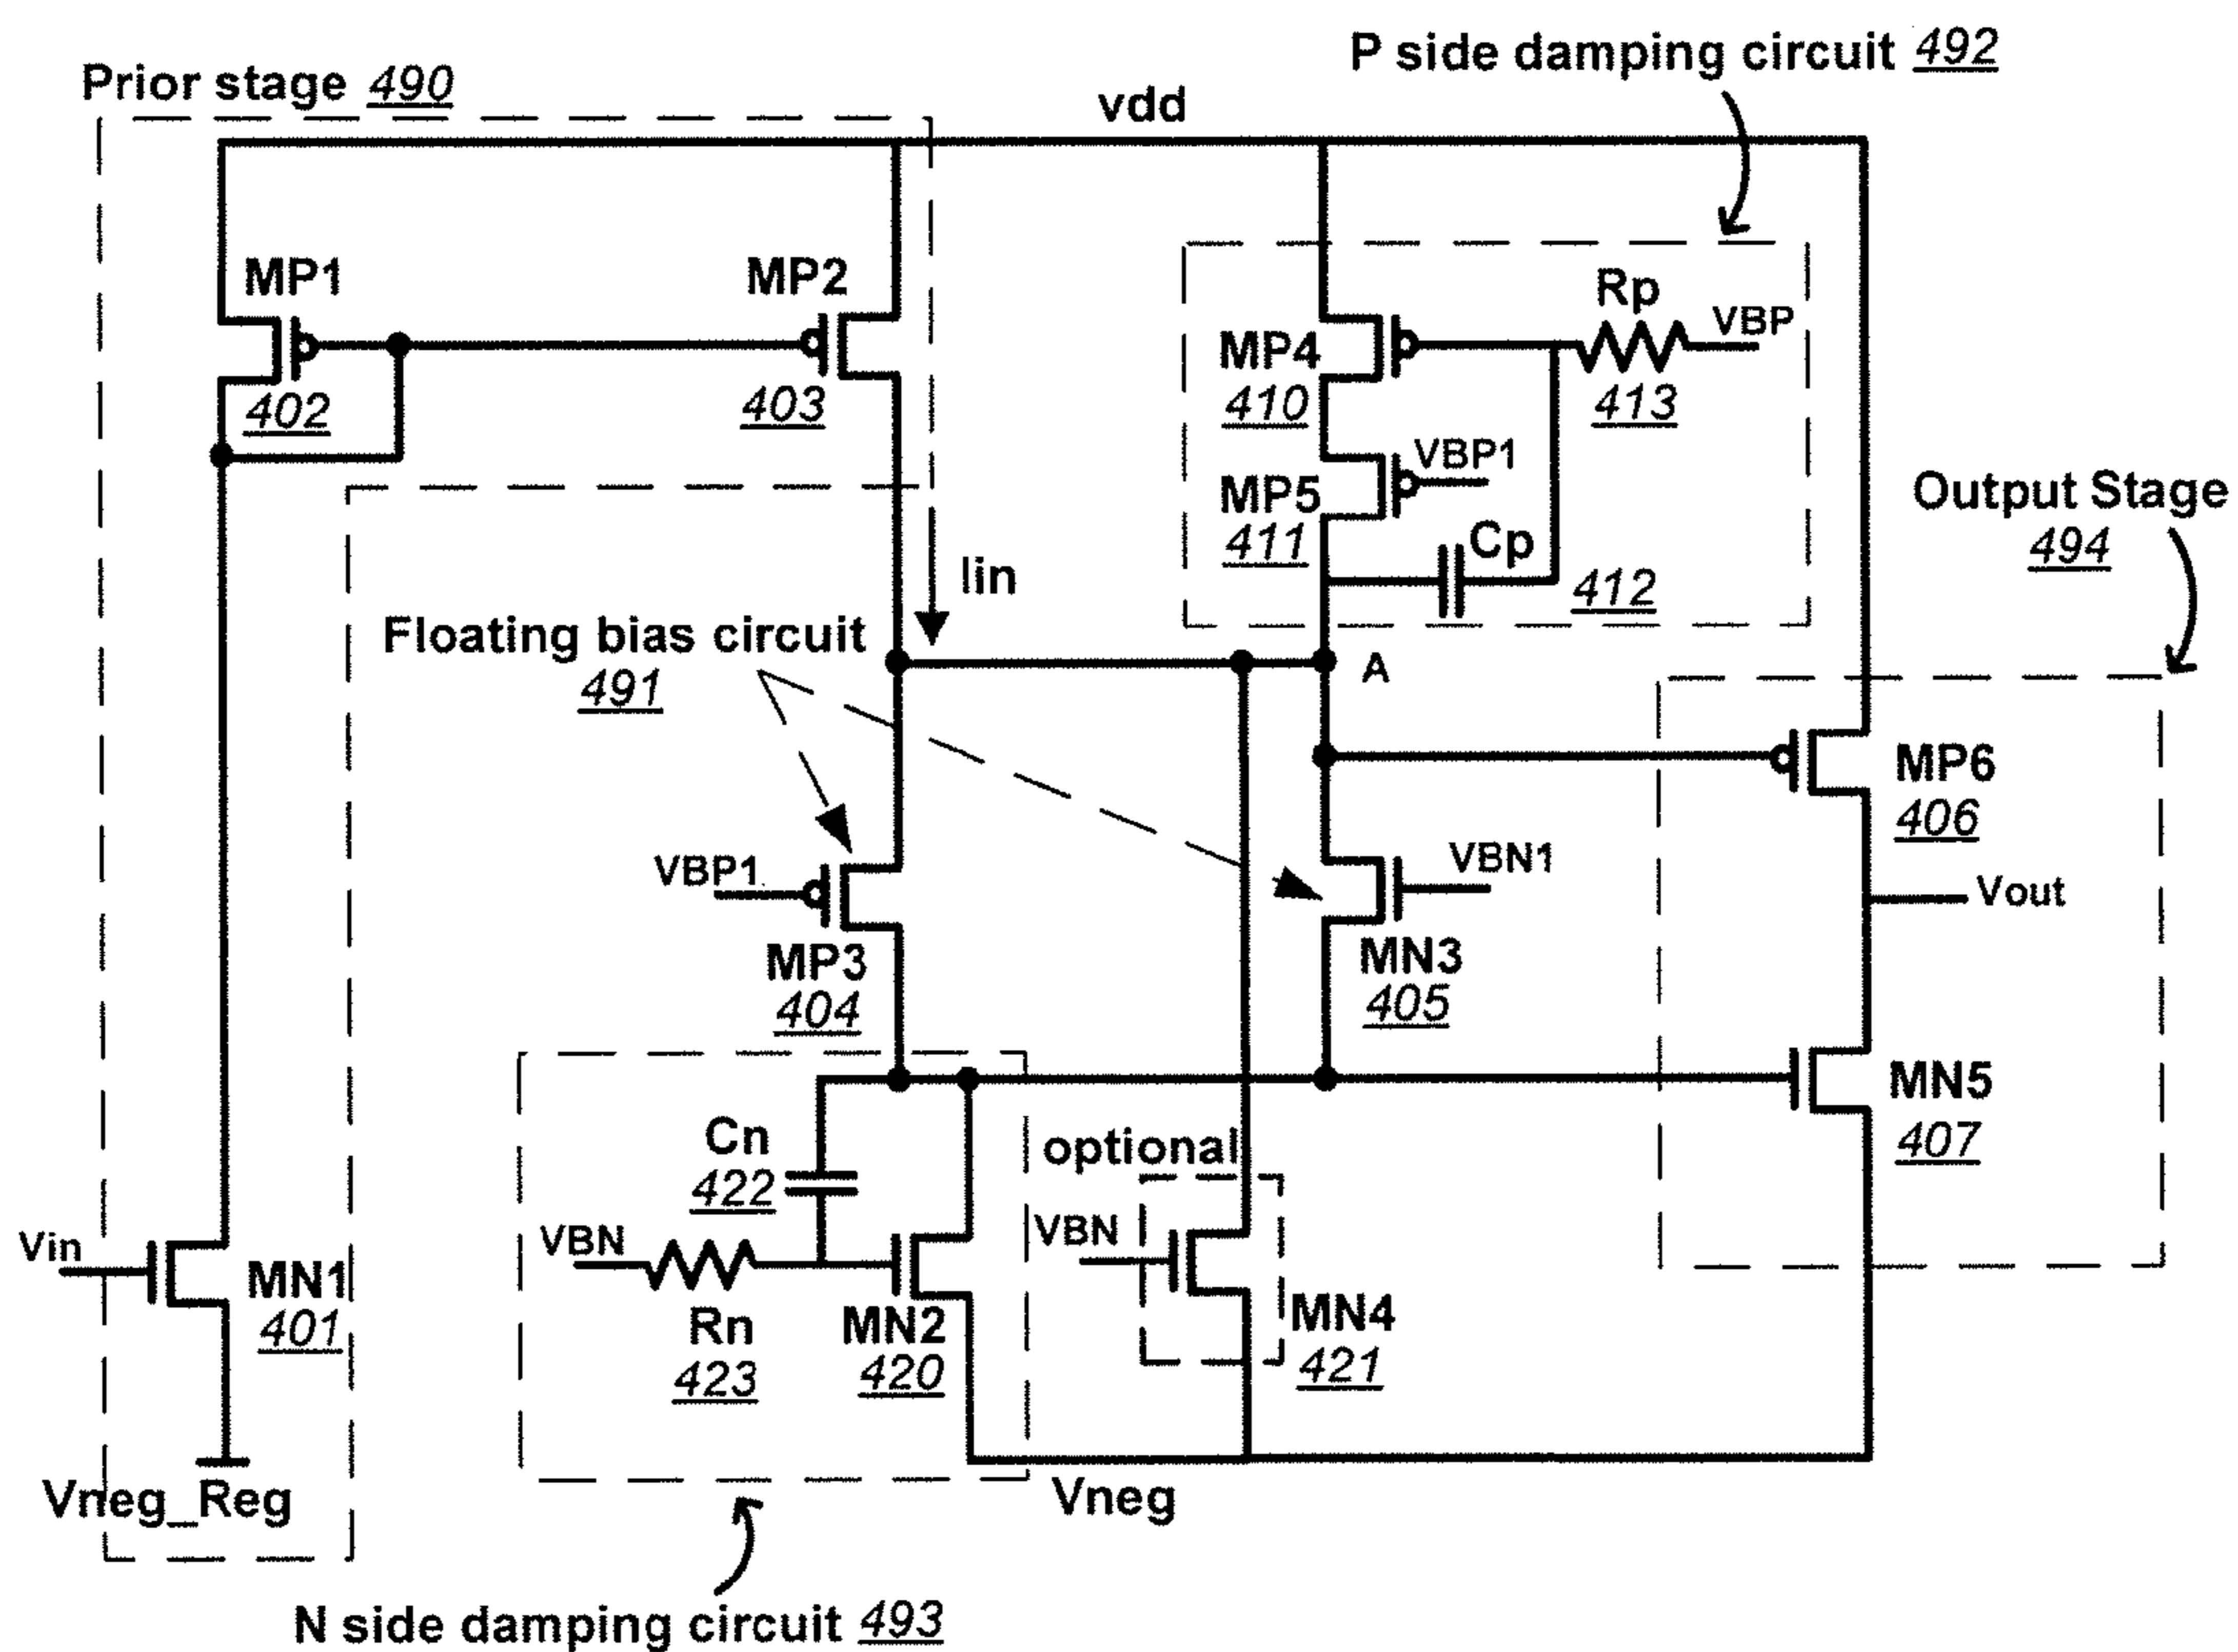 P side damping circuit 492
Prior stage 490
vdd
MP1
402
MP2
403
Rp
VBP
413
MP4
410
VBP1
MP5
411
Cp
412
Output Stage
494
Iin
Floating bias circuit
491
A
MP6
406
VBP1
VBN1
Vout
MP3
404
MN3
405
MN5
407
Cn
422
optional
VBN
VBN
Vin
MN1
401
Rn
423
MN2
420
MN4
421
Vneg_Reg
Vneg
N side damping circuit 493